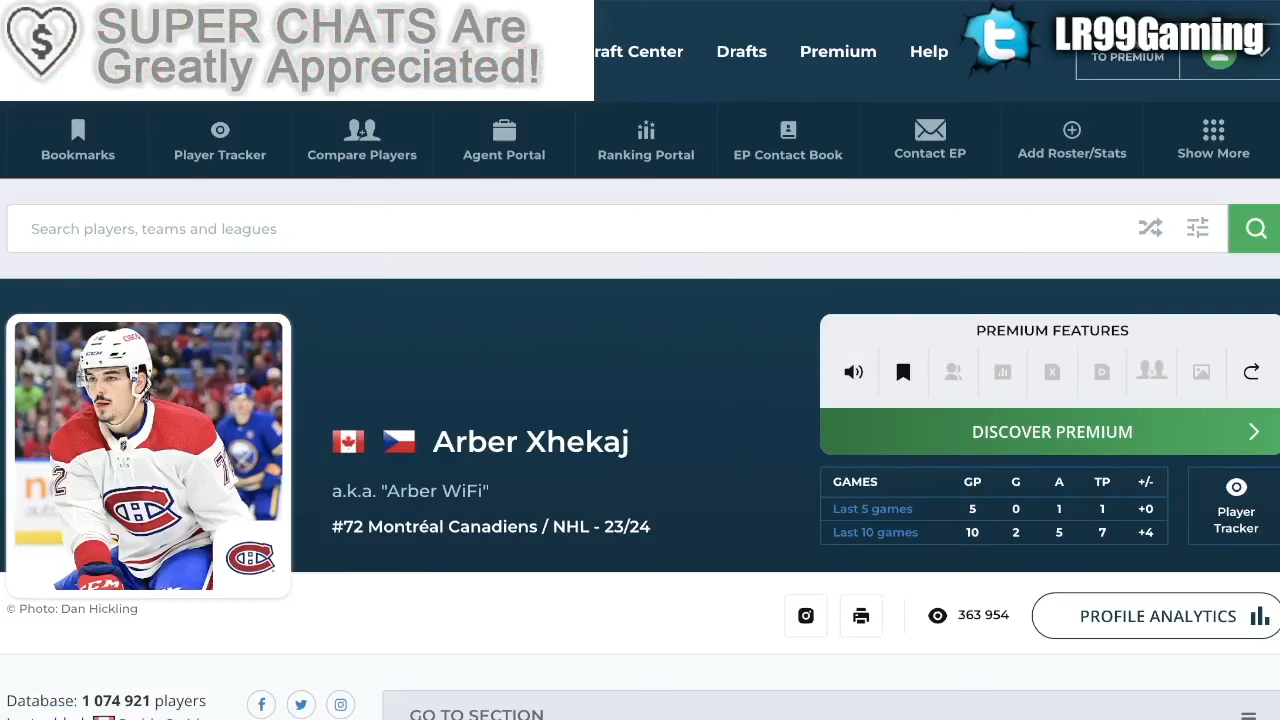 SUPER CHATS Are
Greatly Appreciated!
raft Center
Drafts
Premium
Help
LR99Gaming
TO PREMIUM
Bookmarks
Player Tracker
Compare Players
Agent Portal
Ranking Portal
EP Contact Book
Contact EP
Add Roster/Stats
Show More
Search players, teams and leagues
PREMIUM FEATURES
DISCOVER PREMIUM
Arber Xhekaj
a.k.a. "Arber WiFi"
#72 Montréal Canadiens / NHL - 23/24
GAMES GP G A TP +/-
Last 5 games 5 0 1 1 +0
Last 10 games 10 2 5 7 +4
Player
Tracker
© Photo: Dan Hickling
363 954
PROFILE ANALYTICS
Database: 1 074 921 players
GO TO SECTION